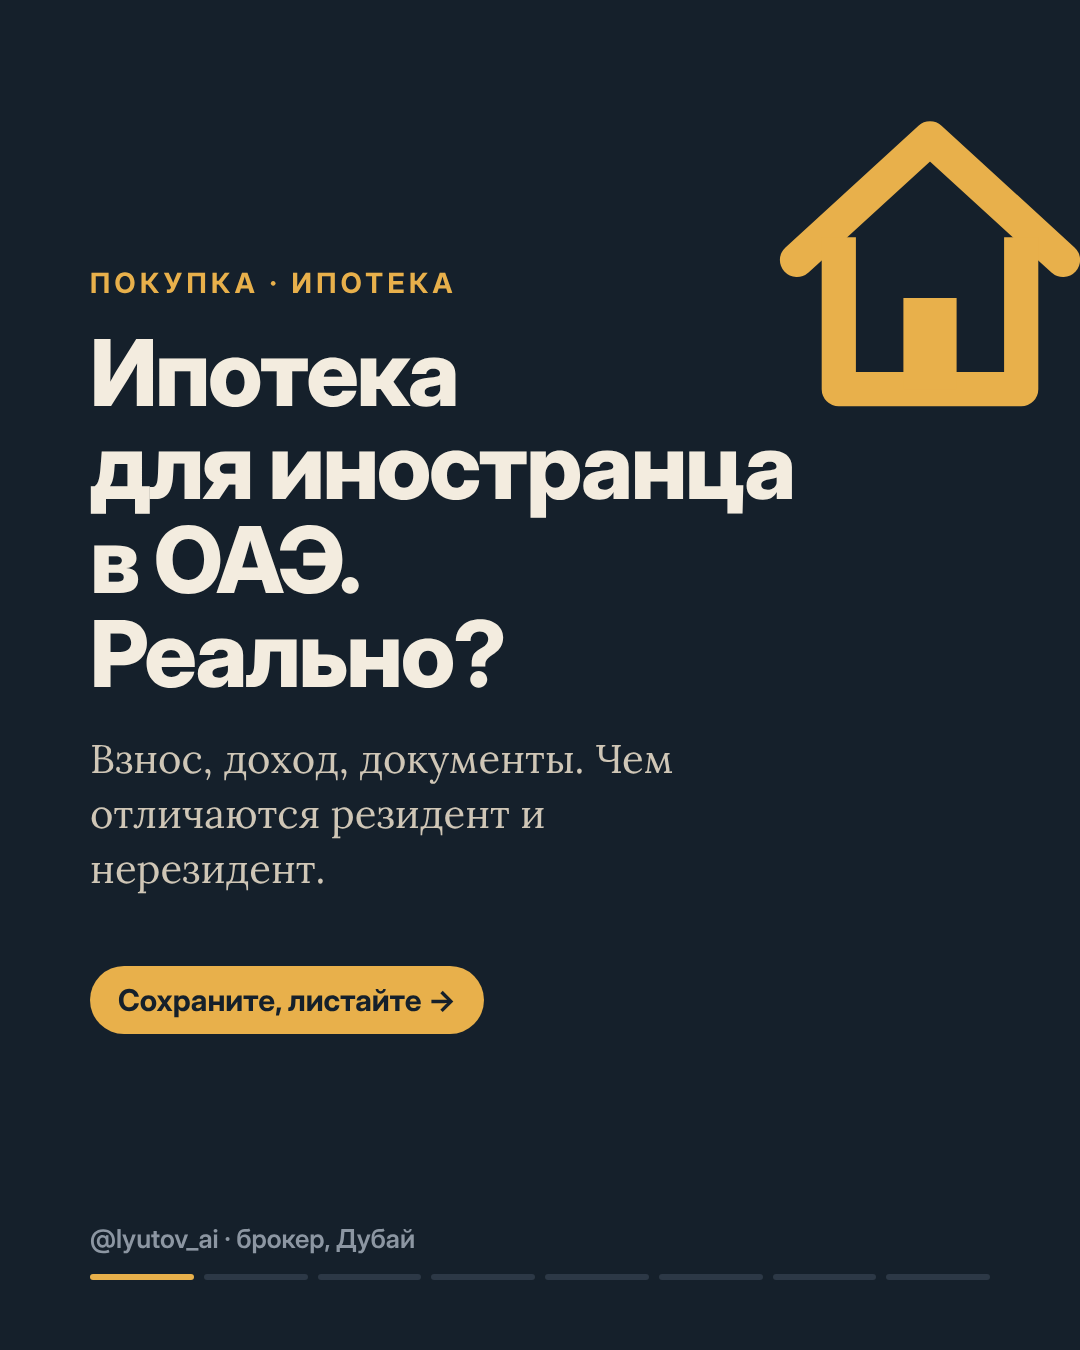 ПОКУПКА · ИПОТЕКА
Ипотека
для иностранца
в ОАЭ.
Реально?
Взнос, доход, документы. Чем
отличаются резидент и
нерезидент.
Сохраните, листайте →
@lyutov_ai · брокер, Дубай